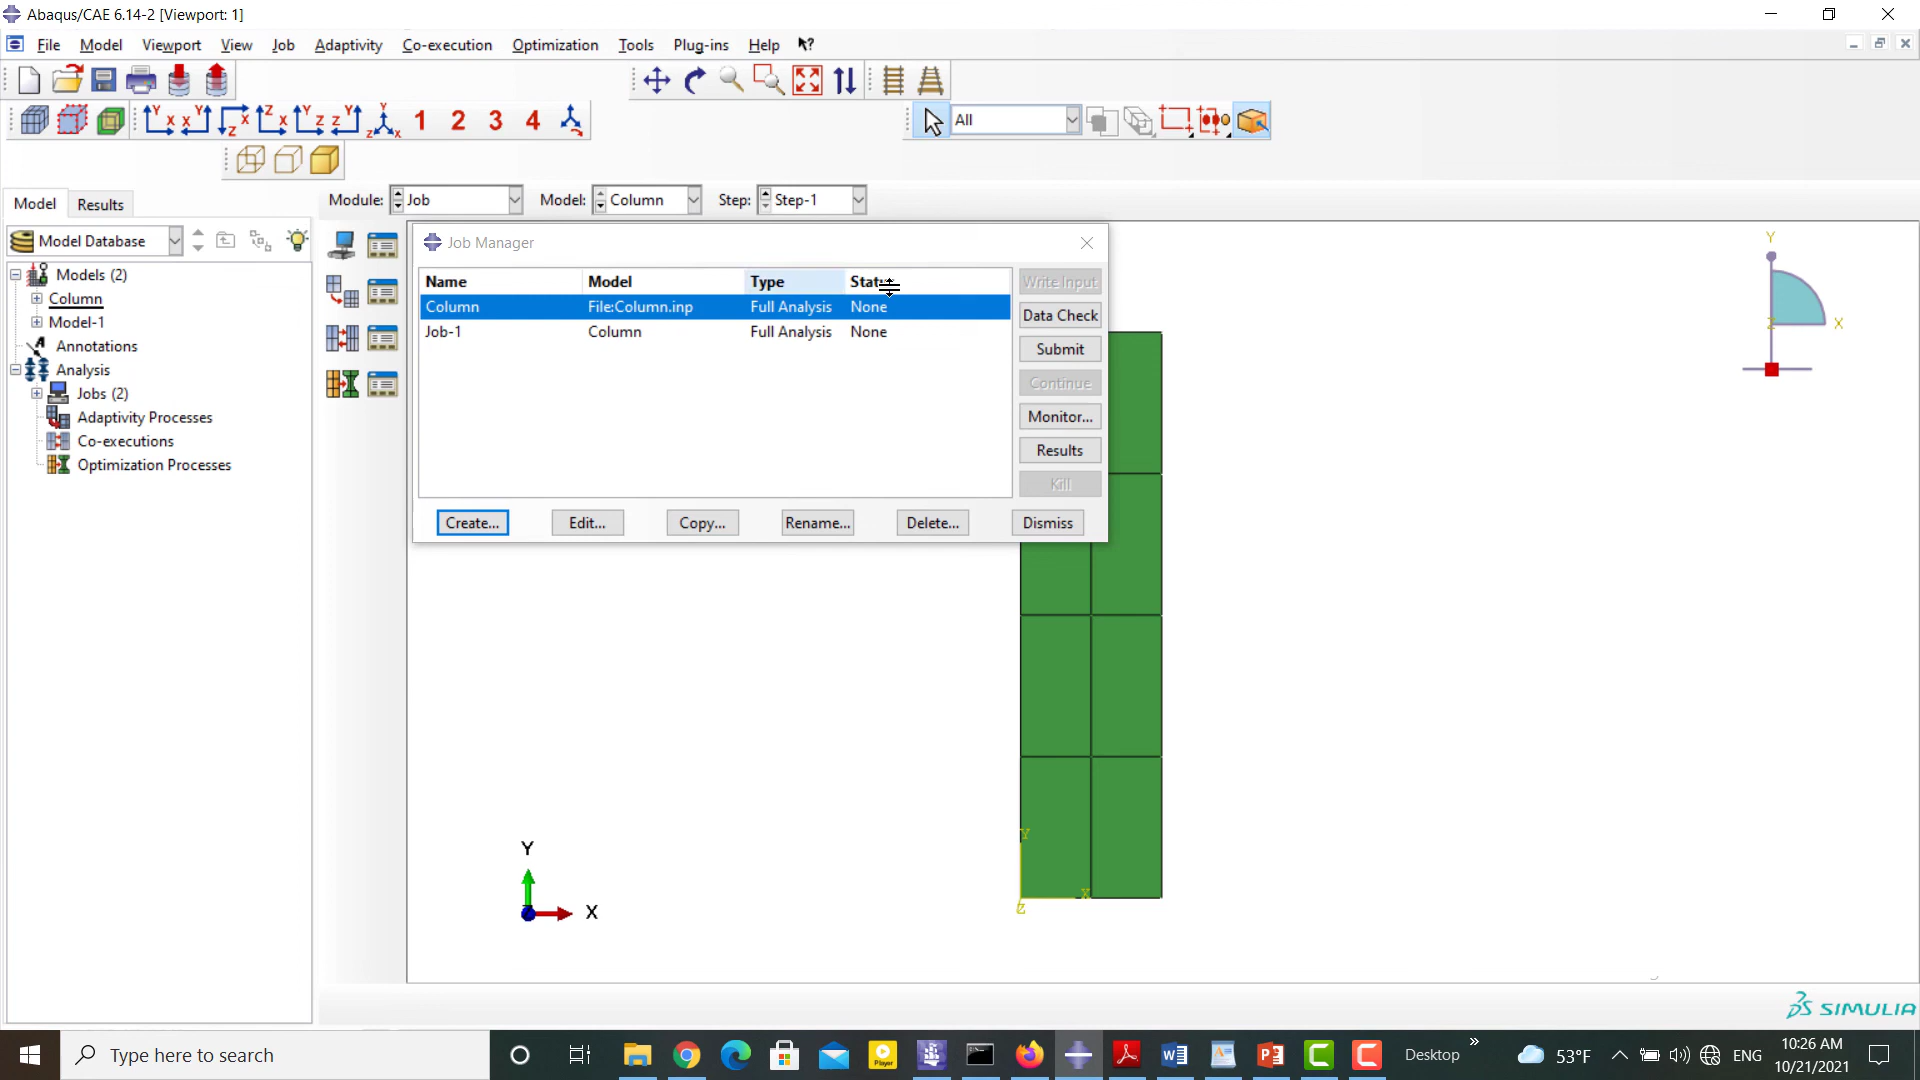 Abaqus/CAE 6.14-2 [Viewport: 1]
File Model Viewport View Job Adaptivity Co-execution Optimization Tools Plug-ins Help
1 2 3 4
All
Model Results
Module: Job Model: Column Step: Step-1
Model Database
Models (2)
Column
Model-1
Annotations
Analysis
Jobs (2)
Adaptivity Processes
Co-executions
Optimization Processes
Job Manager
Name Model Type Status
Column File:Column.inp Full Analysis None
Job-1 Column Full Analysis None
Write Input
Data Check
Submit
Continue
Monitor...
Results
Kill
Create... Edit... Copy... Rename... Delete... Dismiss
Y
X
Z
Y
X
Z
Y
X
SIMULIA
Type here to search
Desktop
53°F
ENG
10:26 AM
10/21/2021